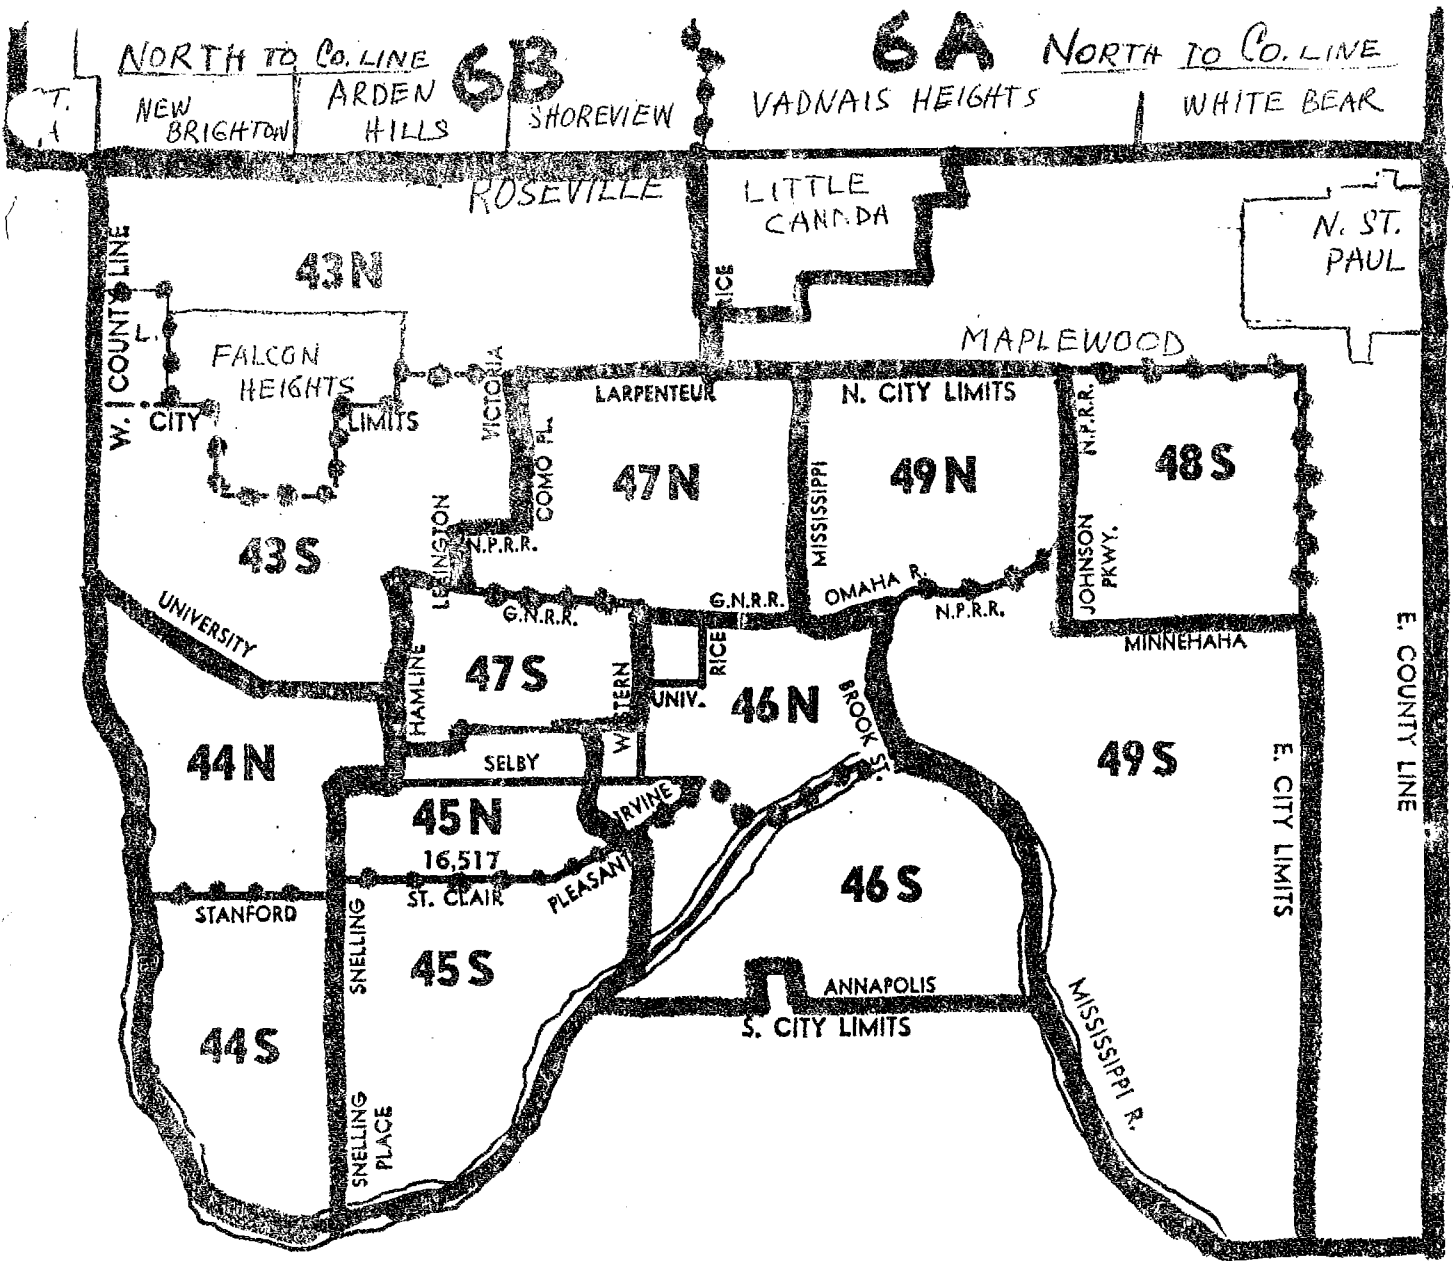 NORTH TO CO. LINE
6B
6A
NORTH TO CO. LINE
NEW
BRIGHTON
ARDEN
HILLS
SHOREVIEW
VADNAIS HEIGHTS
WHITE BEAR
ROSEVILLE
LITTLE
CANADA
N. ST.
PAUL
W. COUNTY LINE
43N
RICE
L.
FALCON
HEIGHTS
MAPLEWOOD
CITY
LIMITS
VICTORIA
LARPENTEUR
N. CITY LIMITS
N.P.R.R.
COMO PL.
47N
MISSISSIPPI
49N
48S
LEXINGTON
N.P.R.R.
43S
JOHNSON
PKWY.
OMAHA R.
G.N.R.R.
G.N.R.R.
N.P.R.R.
UNIVERSITY
MINNEHAHA
HAMLINE
47S
WESTERN
RICE
UNIV.
46N
BROOK ST.
E. COUNTY LINE
44N
SELBY
49S
E. CITY LIMITS
45N
IRVINE
16,517
ST. CLAIR
PLEASANT
46S
STANFORD
SNELLING
45S
ANNAPOLIS
S. CITY LIMITS
MISSISSIPPI R.
44S
SNELLING
PLACE